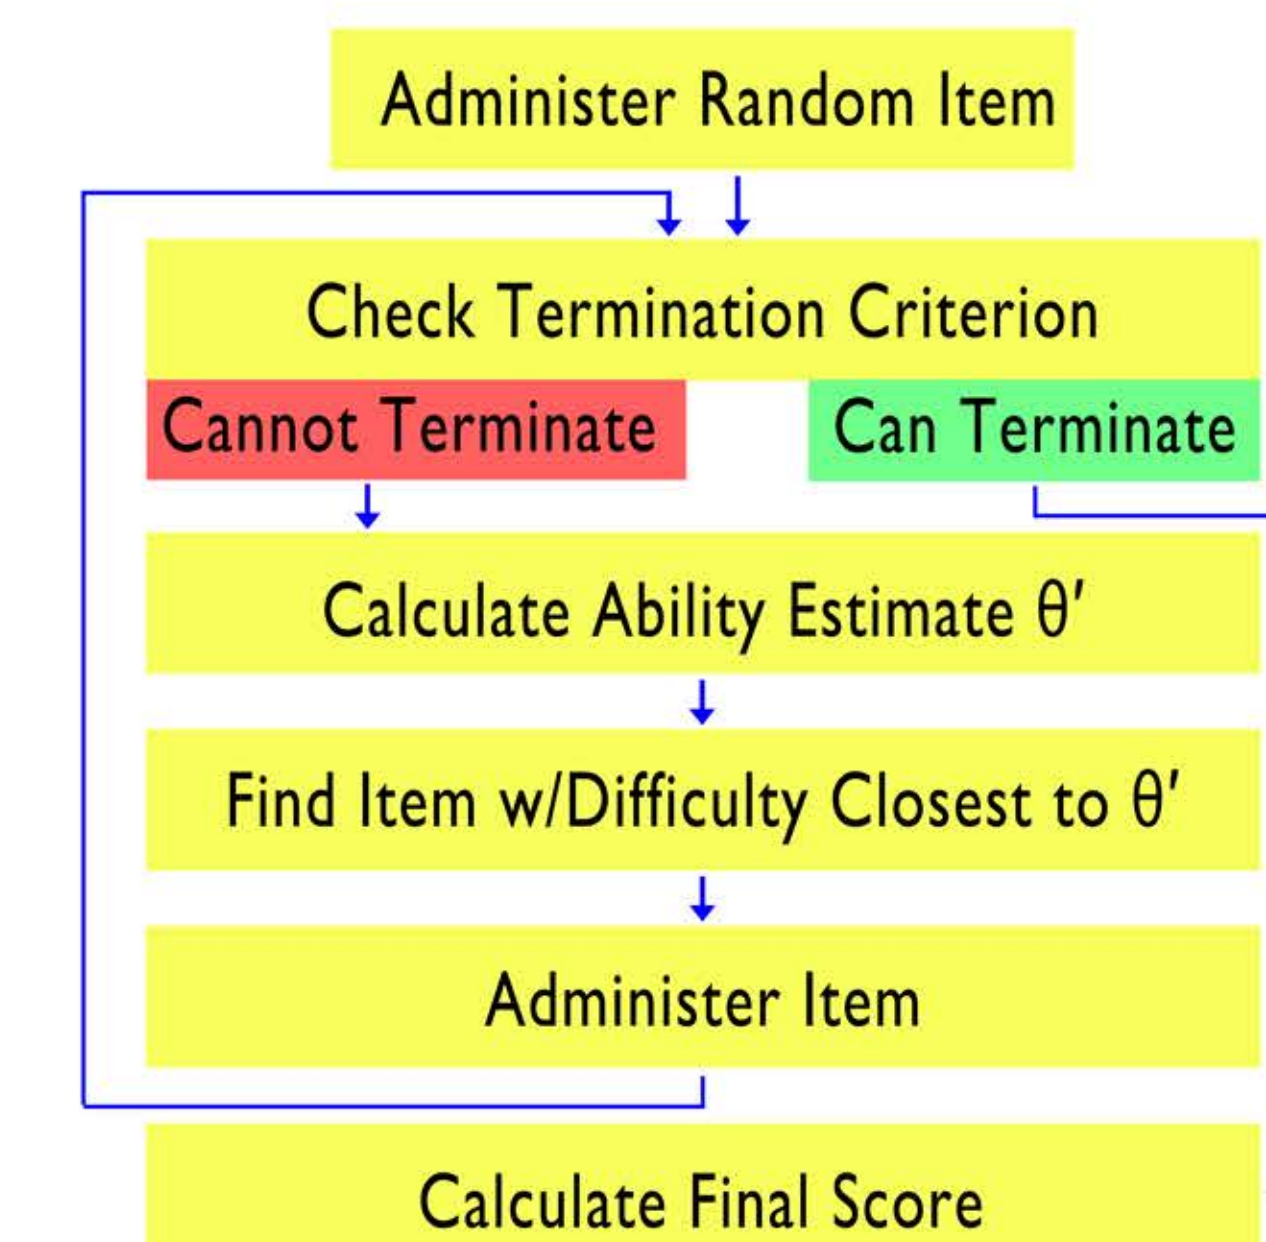 Administer Random Item
Check Termination Criterion
Cannot Terminate
Can Terminate
Calculate Ability Estimate θ′
Find Item w/Difficulty Closest to θ′
Administer Item
Calculate Final Score